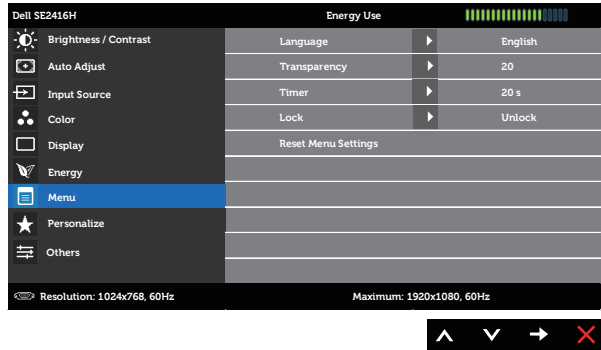 Dell SE2416H Energy Use
Brightness / Contrast Language English
Auto Adjust Transparency 20
Input Source Timer 20 s
Color Lock Unlock
Display Reset Menu Settings
Energy
Menu
Personalize
Others
Resolution: 1024x768, 60Hz Maximum: 1920x1080, 60Hz